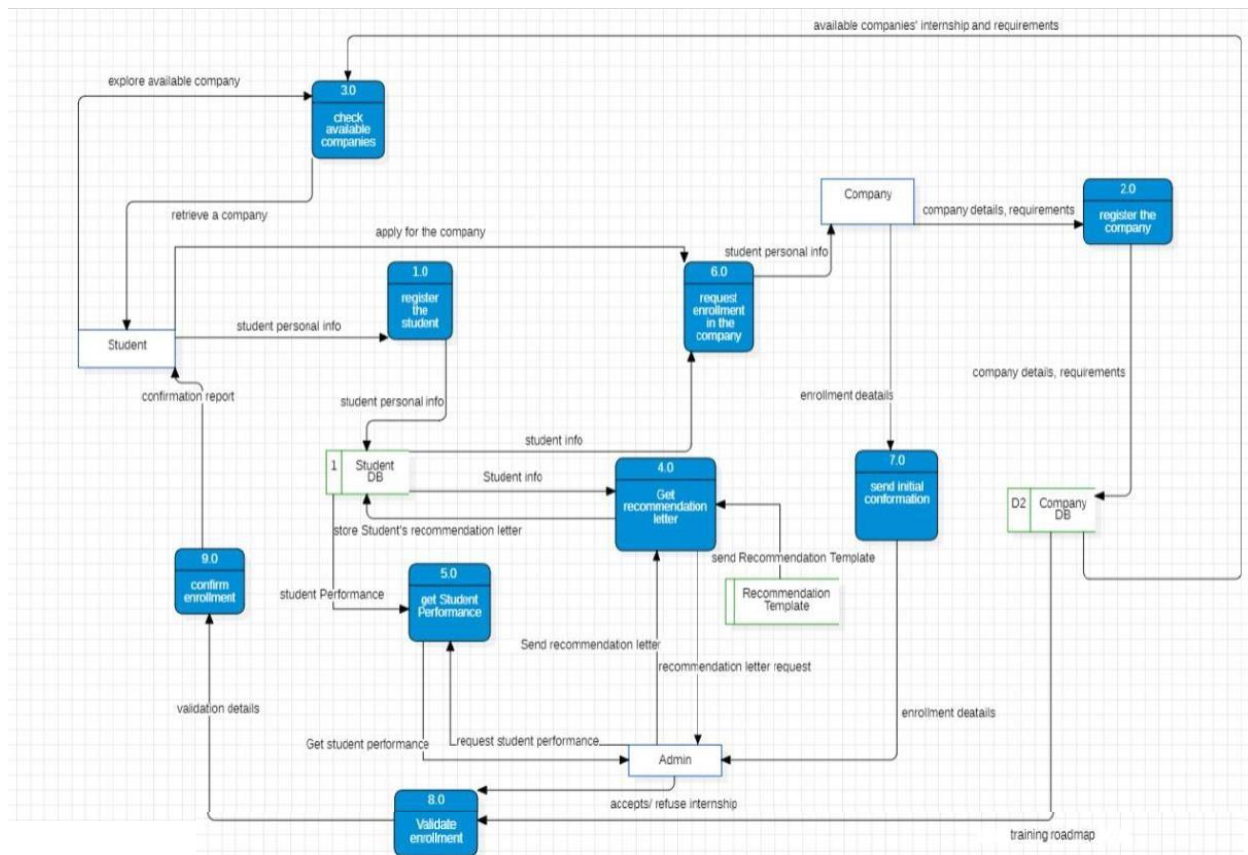 available companies' internship and requirements
explore available company
3.0
check
available
companies
retrieve a company
Company
2.0
register the
company
company details, requirements
apply for the company
student personal info
1.0
register
the
student
6.0
request
enrollment
in the
company
student personal info
Student
confirmation report
company details, requirements
enrollment deatails
student personal info
student info
1
Student
DB
Student info
4.0
Get
recommendation
letter
7.0
send initial
conformation
D2
Company
DB
store Student's recommendation letter
send Recommendation Template
9.0
confirm
enrollment
5.0
get Student
Performance
student Performance
Recommendation
Template
Send recommendation letter
recommendation letter request
validation details
enrollment deatails
Get student performance
request student performance
Admin
8.0
Validate
enrollment
accepts/ refuse internship
training roadmap